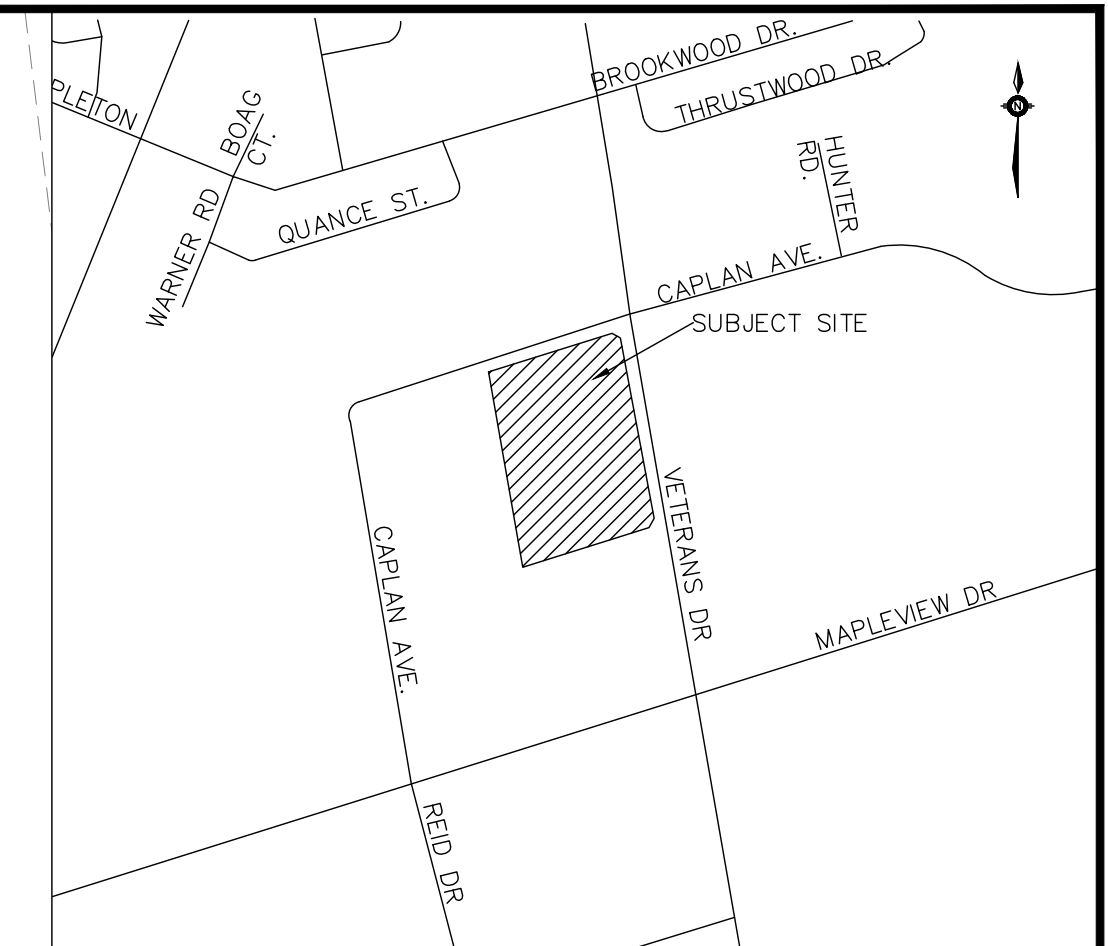 BROOKWOOD DR.
THRUSTWOOD DR.
PLETON
BOAG
CT.
N
HUNTER
RD.
QUANCE ST.
WARNER RD
CAPLAN AVE.
SUBJECT SITE
VETERANS DR
CAPLAN AVE.
MAPLEVIEW DR
REID DR